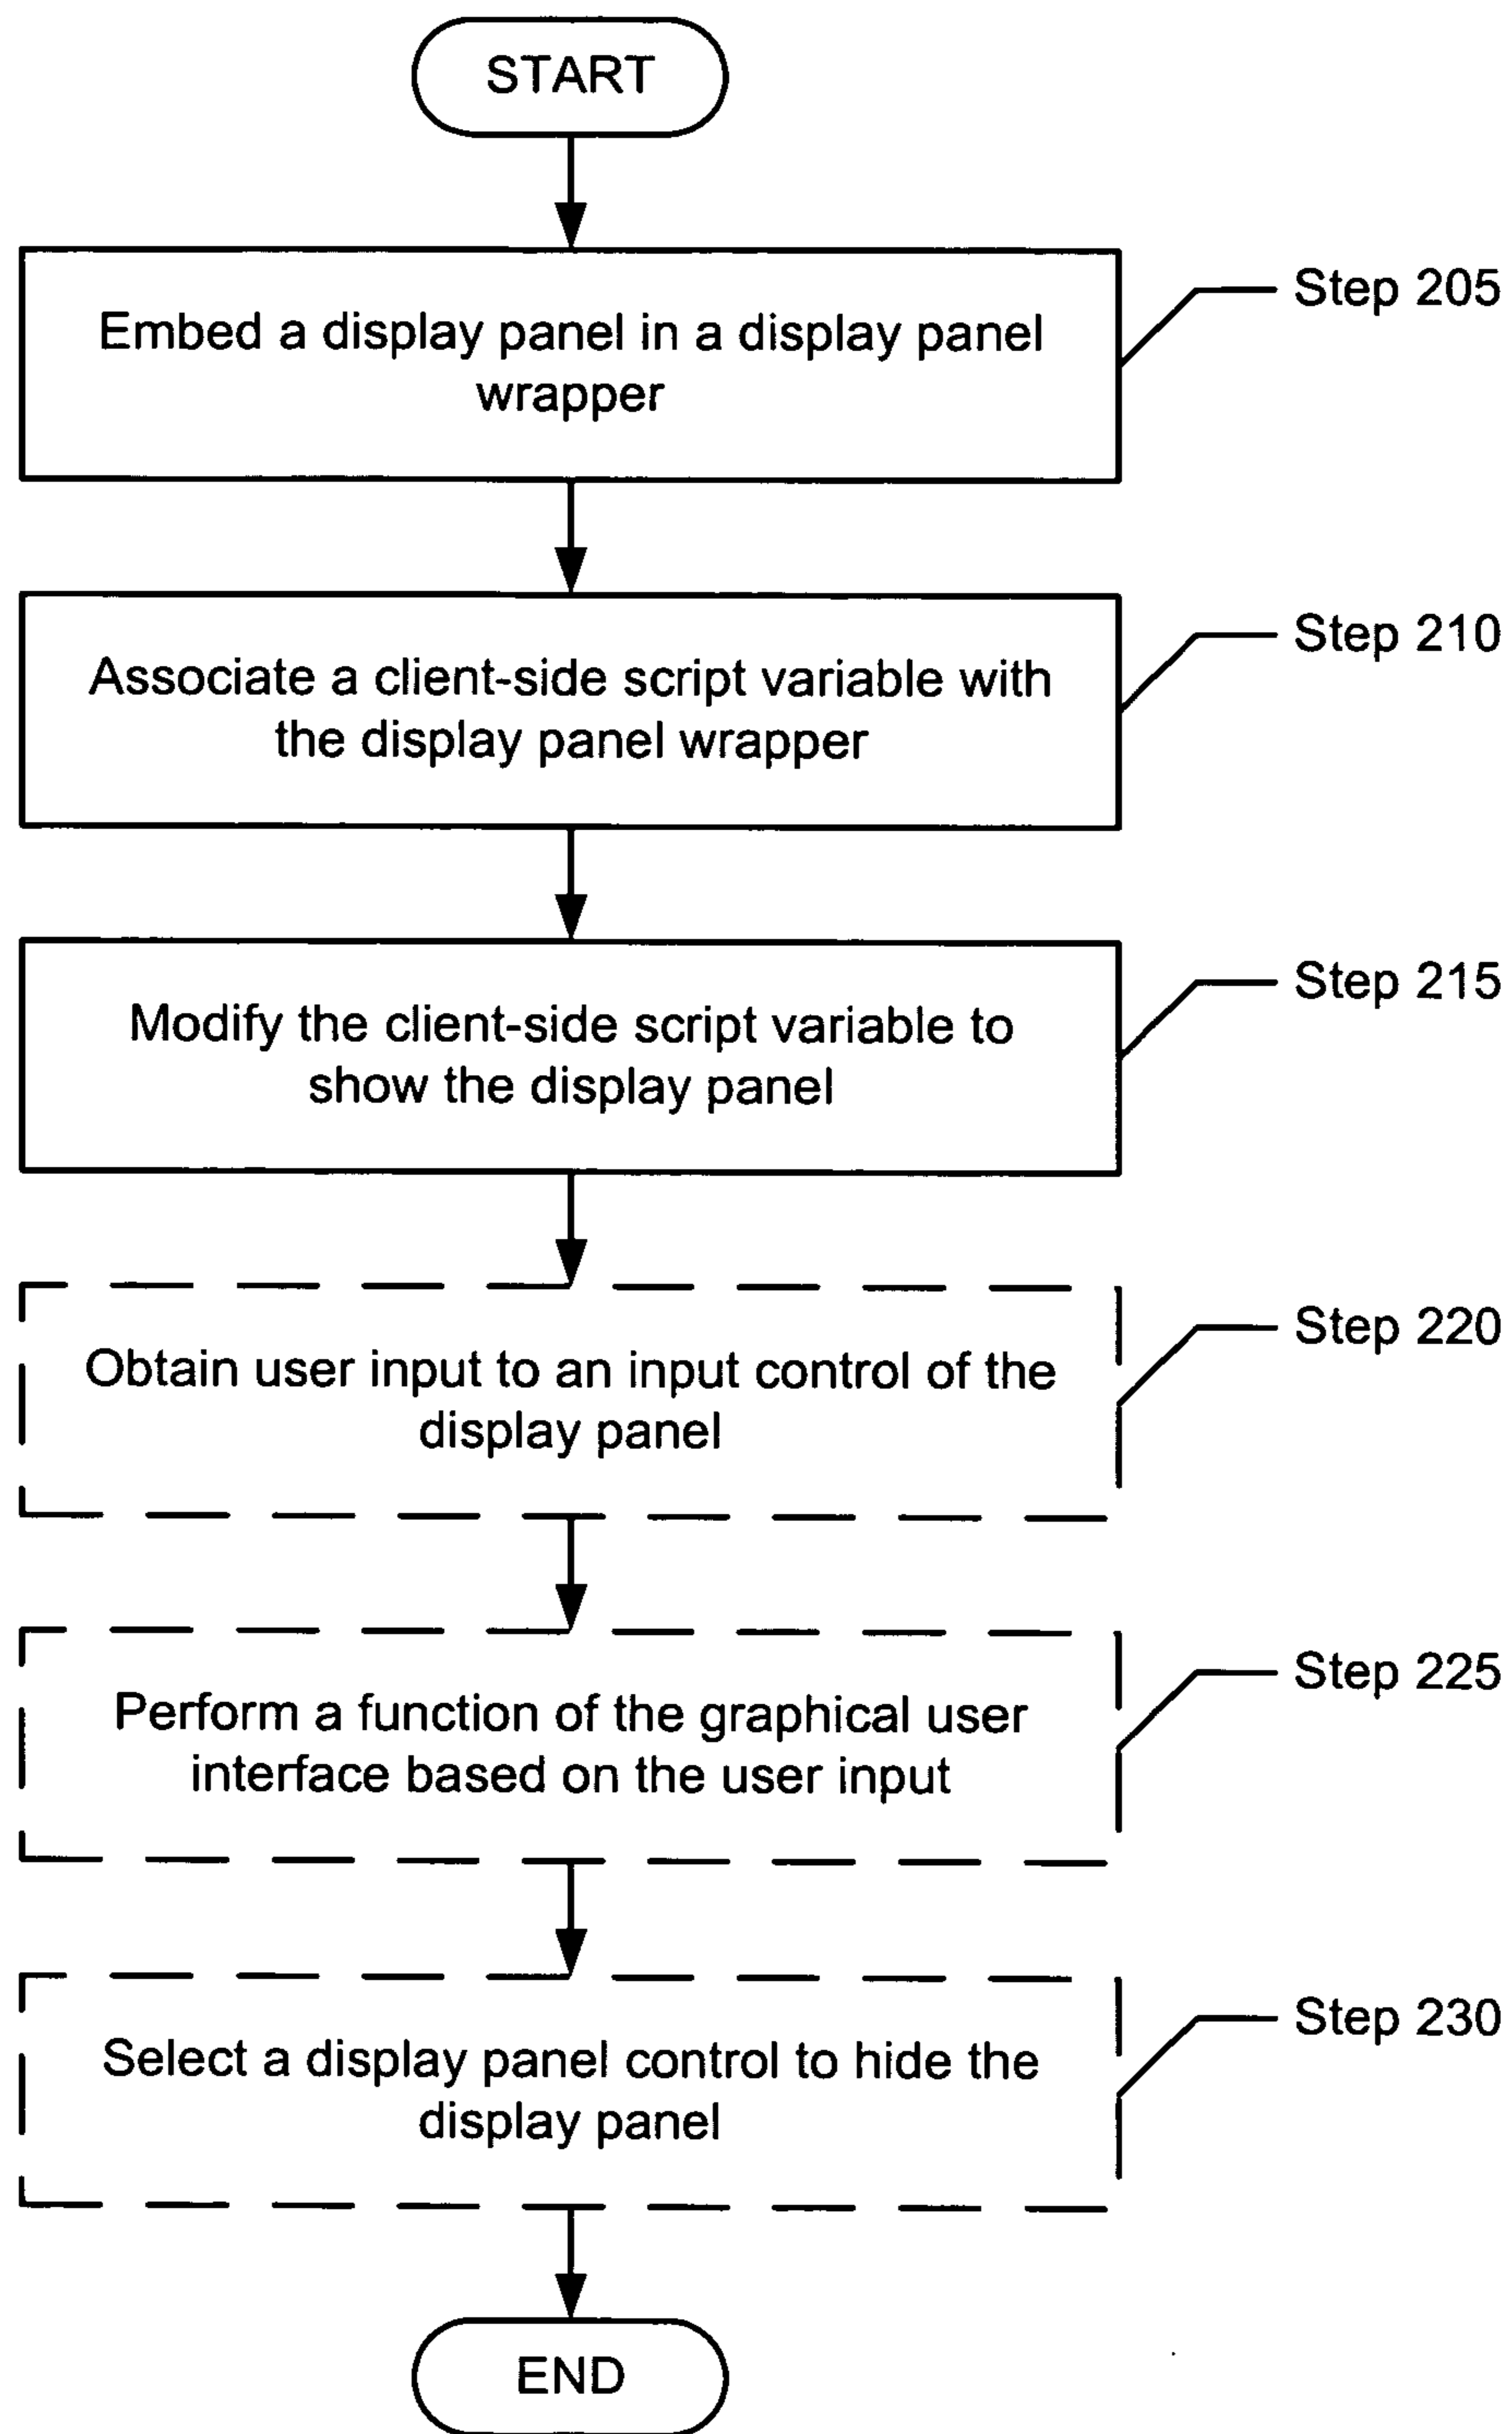 START
Embed a display panel in a display panel
wrapper
Step 205
Associate a client-side script variable with
the display panel wrapper
Step 210
Modify the client-side script variable to
show the display panel
Step 215
Obtain user input to an input control of the
display panel
Step 220
Perform a function of the graphical user
interface based on the user input
Step 225
Select a display panel control to hide the
display panel
Step 230
END